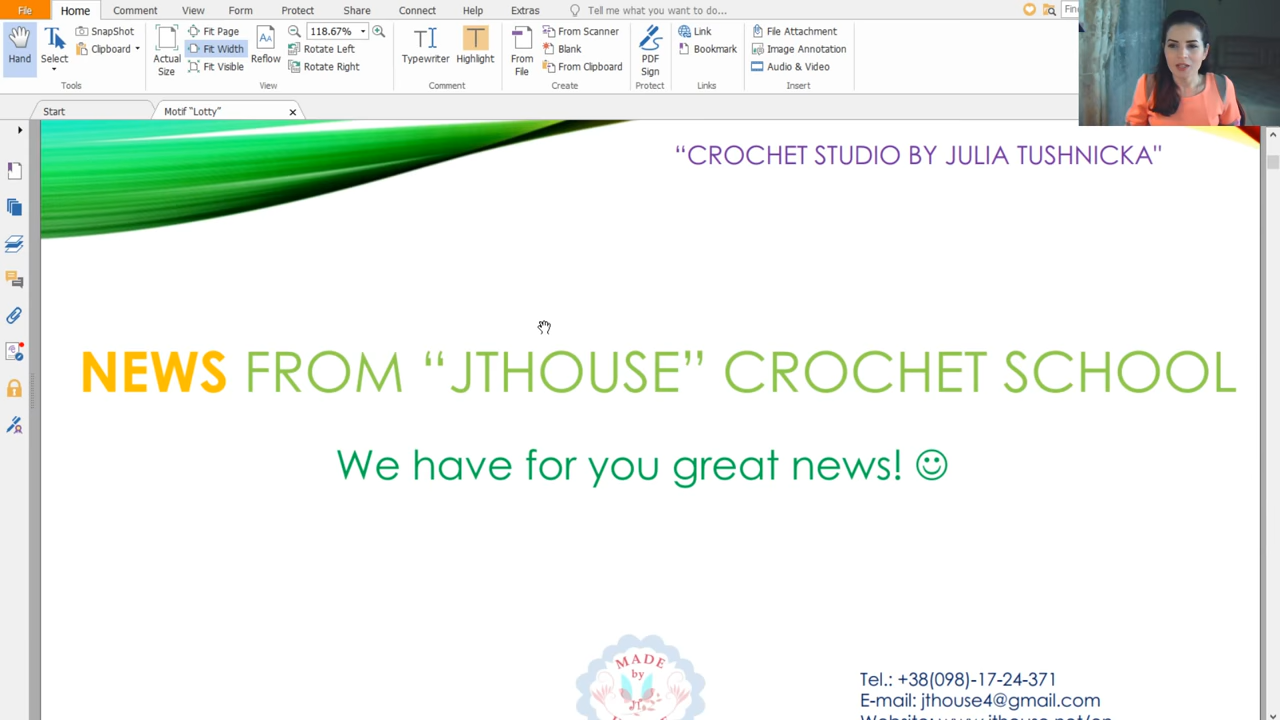 File Home Comment View Form Protect Share Connect Help Extras Tell me what you want to do...
Hand
Select
SnapShot
Clipboard
Tools
Actual Size
Fit Page
Fit Width
Fit Visible
Reflow
118.67%
Rotate Left
Rotate Right
View
Typewriter
Highlight
Comment
From File
From Scanner
Blank
From Clipboard
Create
PDF Sign
Protect
Link
Bookmark
Links
File Attachment
Image Annotation
Audio & Video
Insert
Start Motif "Lotty"
“CROCHET STUDIO BY JULIA TUSHNICKA"
NEWS FROM “JTHOUSE” CROCHET SCHOOL
We have for you great news! ☺
MADE
by
Tel.: +38(098)-17-24-371
E-mail: jthouse4@gmail.com